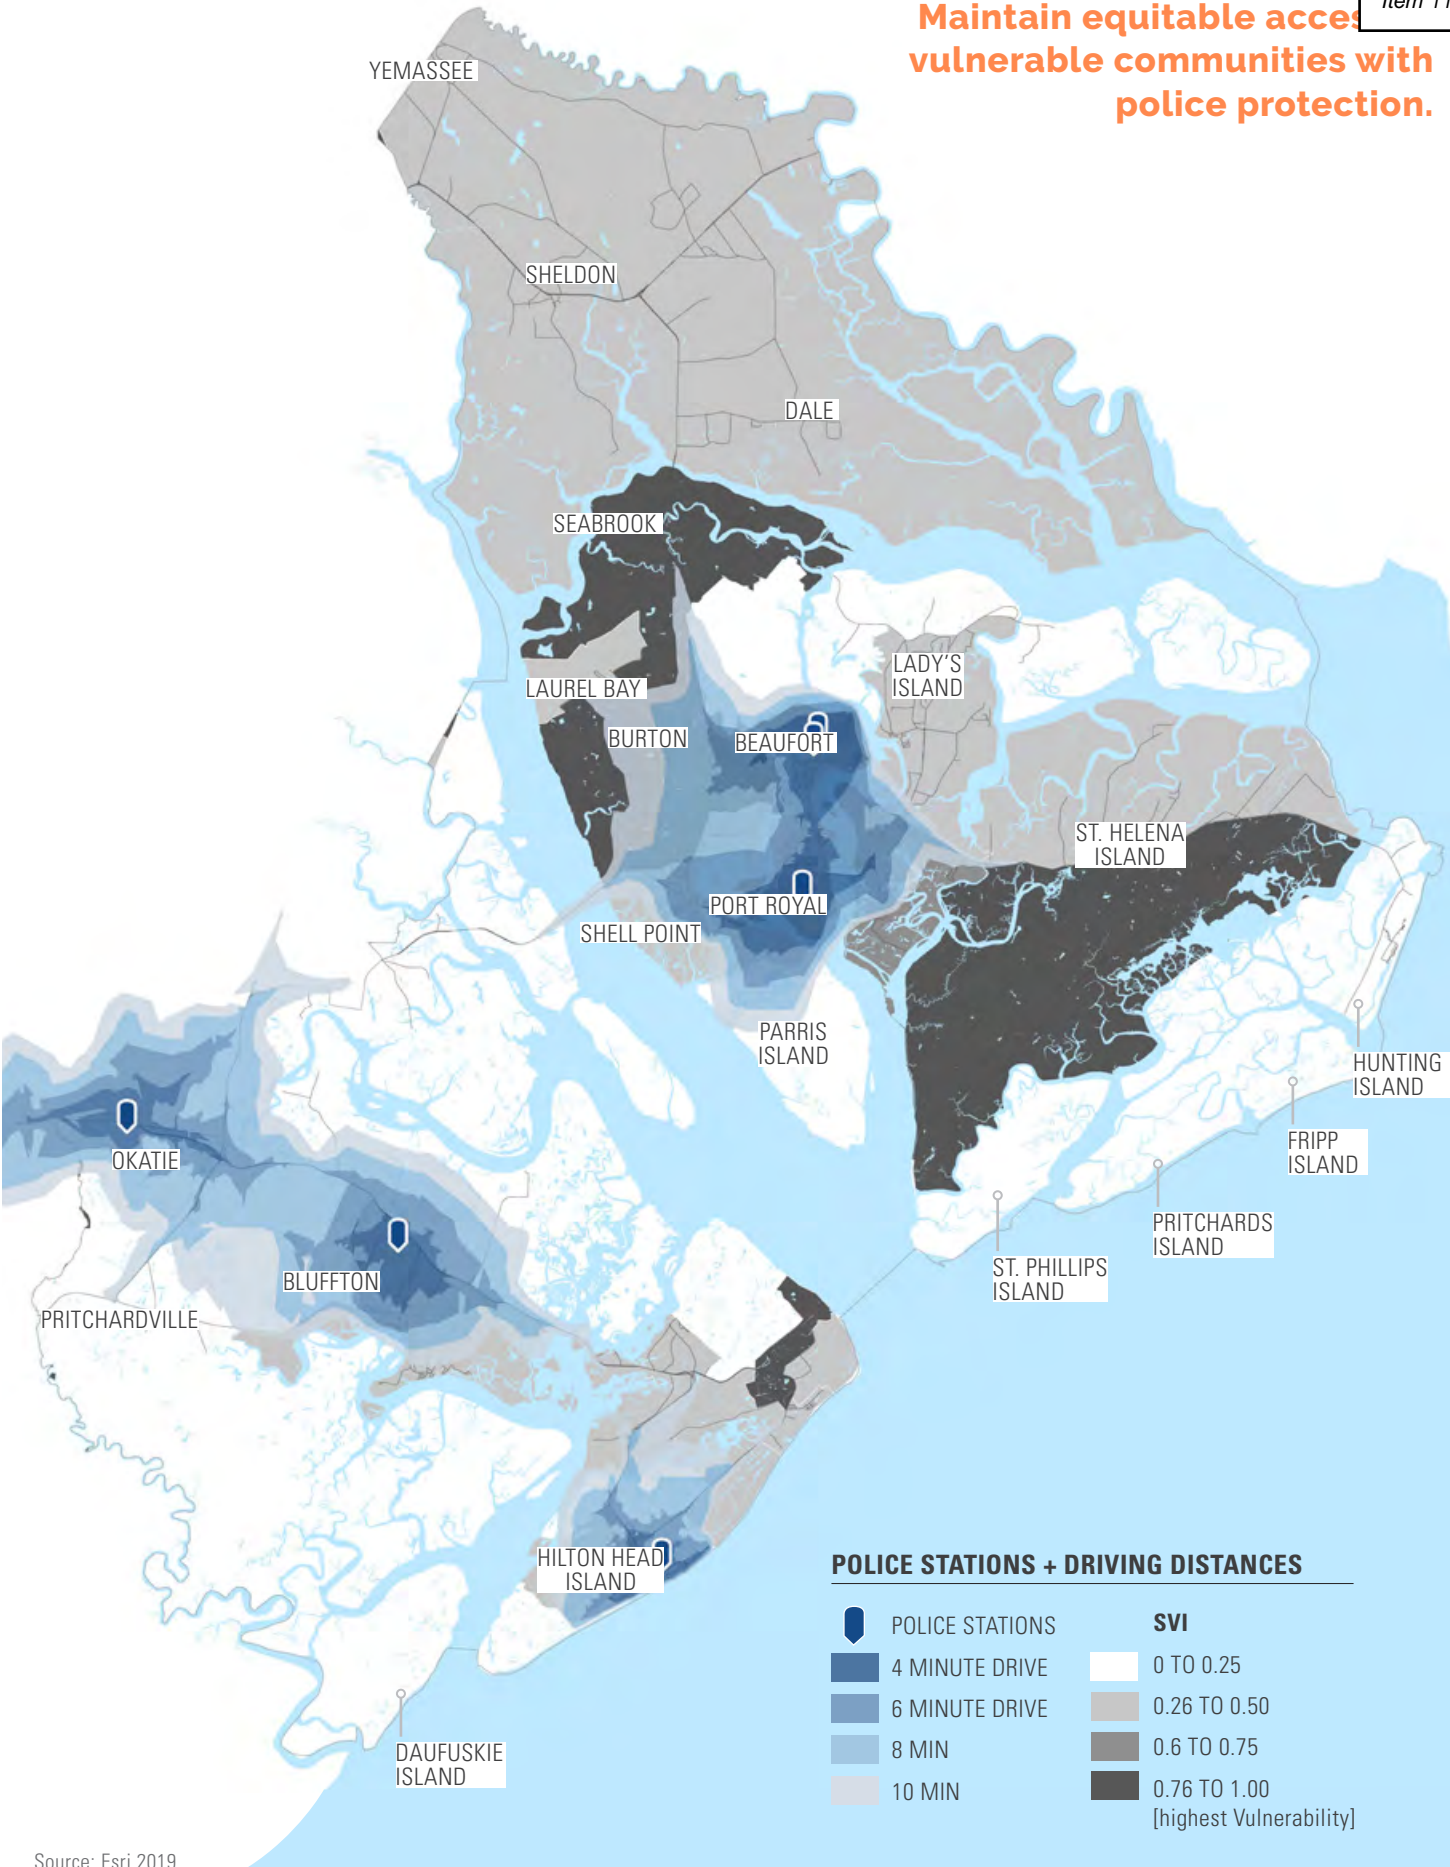 Item 11
Maintain equitable acces
vulnerable communities with
police protection.
YEMASSEE
SHELDON
DALE
SEABROOK
LADY'S
ISLAND
LAUREL BAY
BURTON
BEAUFORT
ST. HELENA
ISLAND
PORT ROYAL
SHELL POINT
PARRIS
ISLAND
HUNTING
ISLAND
FRIPP
ISLAND
OKATIE
PRITCHARDS
ISLAND
ST. PHILLIPS
ISLAND
BLUFFTON
PRITCHARDVILLE
HILTON HEAD
ISLAND
DAUFUSKIE
ISLAND
POLICE STATIONS + DRIVING DISTANCES
POLICE STATIONS
4 MINUTE DRIVE
6 MINUTE DRIVE
8 MIN
10 MIN
SVI
0 TO 0.25
0.26 TO 0.50
0.6 TO 0.75
0.76 TO 1.00
[highest Vulnerability]
Source: Esri 2019